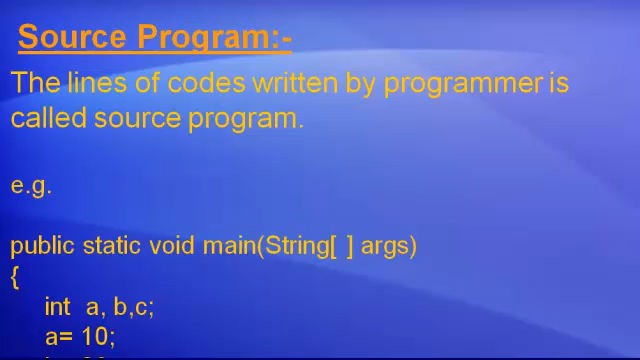 Source Program:-
The lines of codes written by programmer is
called source program.
e.g.
public static void main(String[ ] args)
{
int  a, b,c;
a= 10;